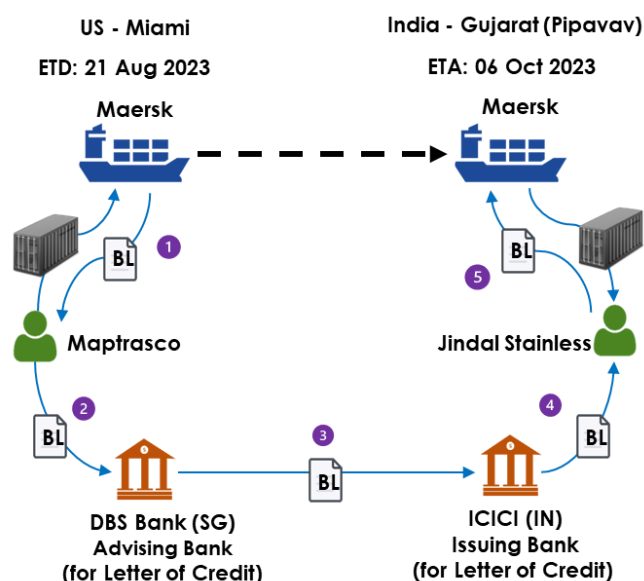 US - Miami
ETD: 21 Aug 2023
Maersk
India - Gujarat (Pipavav)
ETA: 06 Oct 2023
Maersk
BL
1
BL
5
Maptrasco
Jindal Stainless
BL
2
BL
3
BL
4
$
DBS Bank (SG)
Advising Bank
(for Letter of Credit)
$
ICICI (IN)
Issuing Bank
(for Letter of Credit)